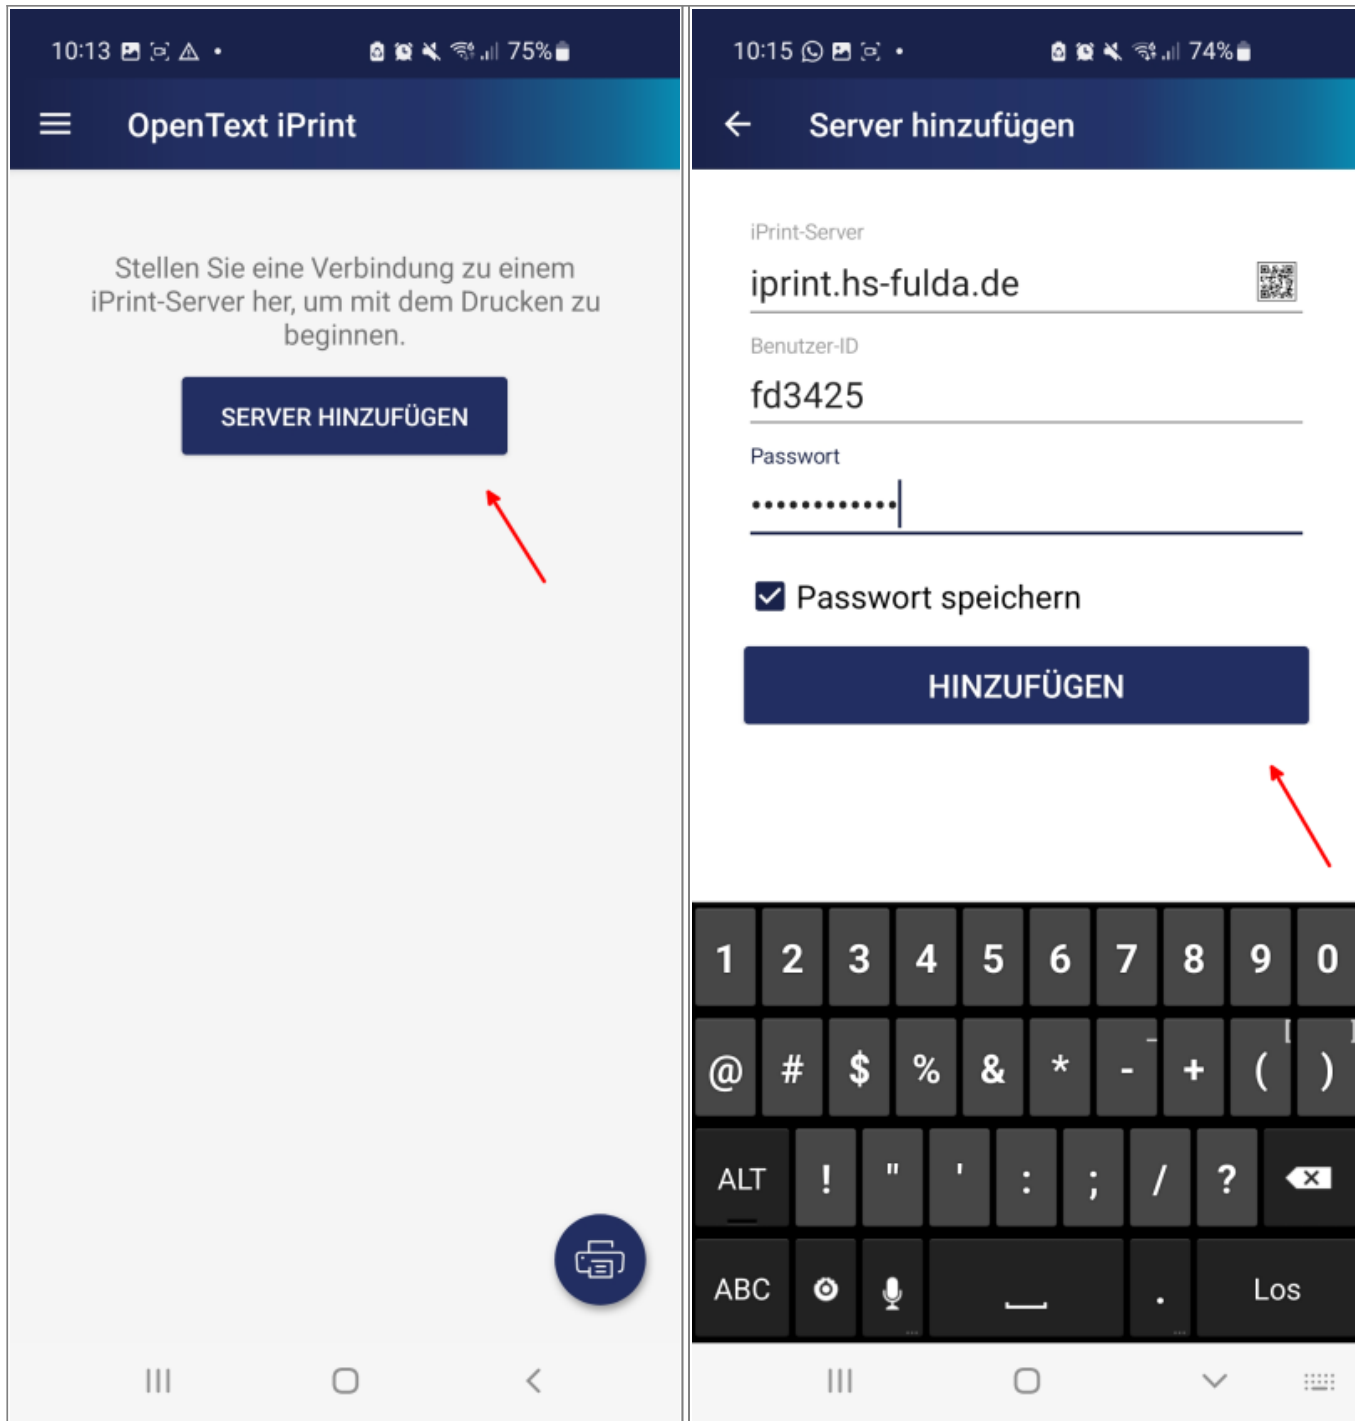 10:13
75%
OpenText iPrint
Stellen Sie eine Verbindung zu einem
iPrint-Server her, um mit dem Drucken zu
beginnen.
SERVER HINZUFÜGEN
10:15
74%
Server hinzufügen
iPrint-Server
iprint.hs-fulda.de
Benutzer-ID
fd3425
Passwort
••••••••••••
Passwort speichern
HINZUFÜGEN
1 2 3 4 5 6 7 8 9 0
@ # $ % & * - _ + ( [ ) ]
ALT ! " ' : ; / ?
ABC . Los